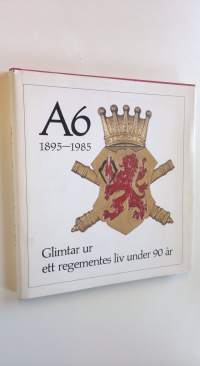 A6
1895—1985
Glimtar ur
ett regementes liv under 90 år